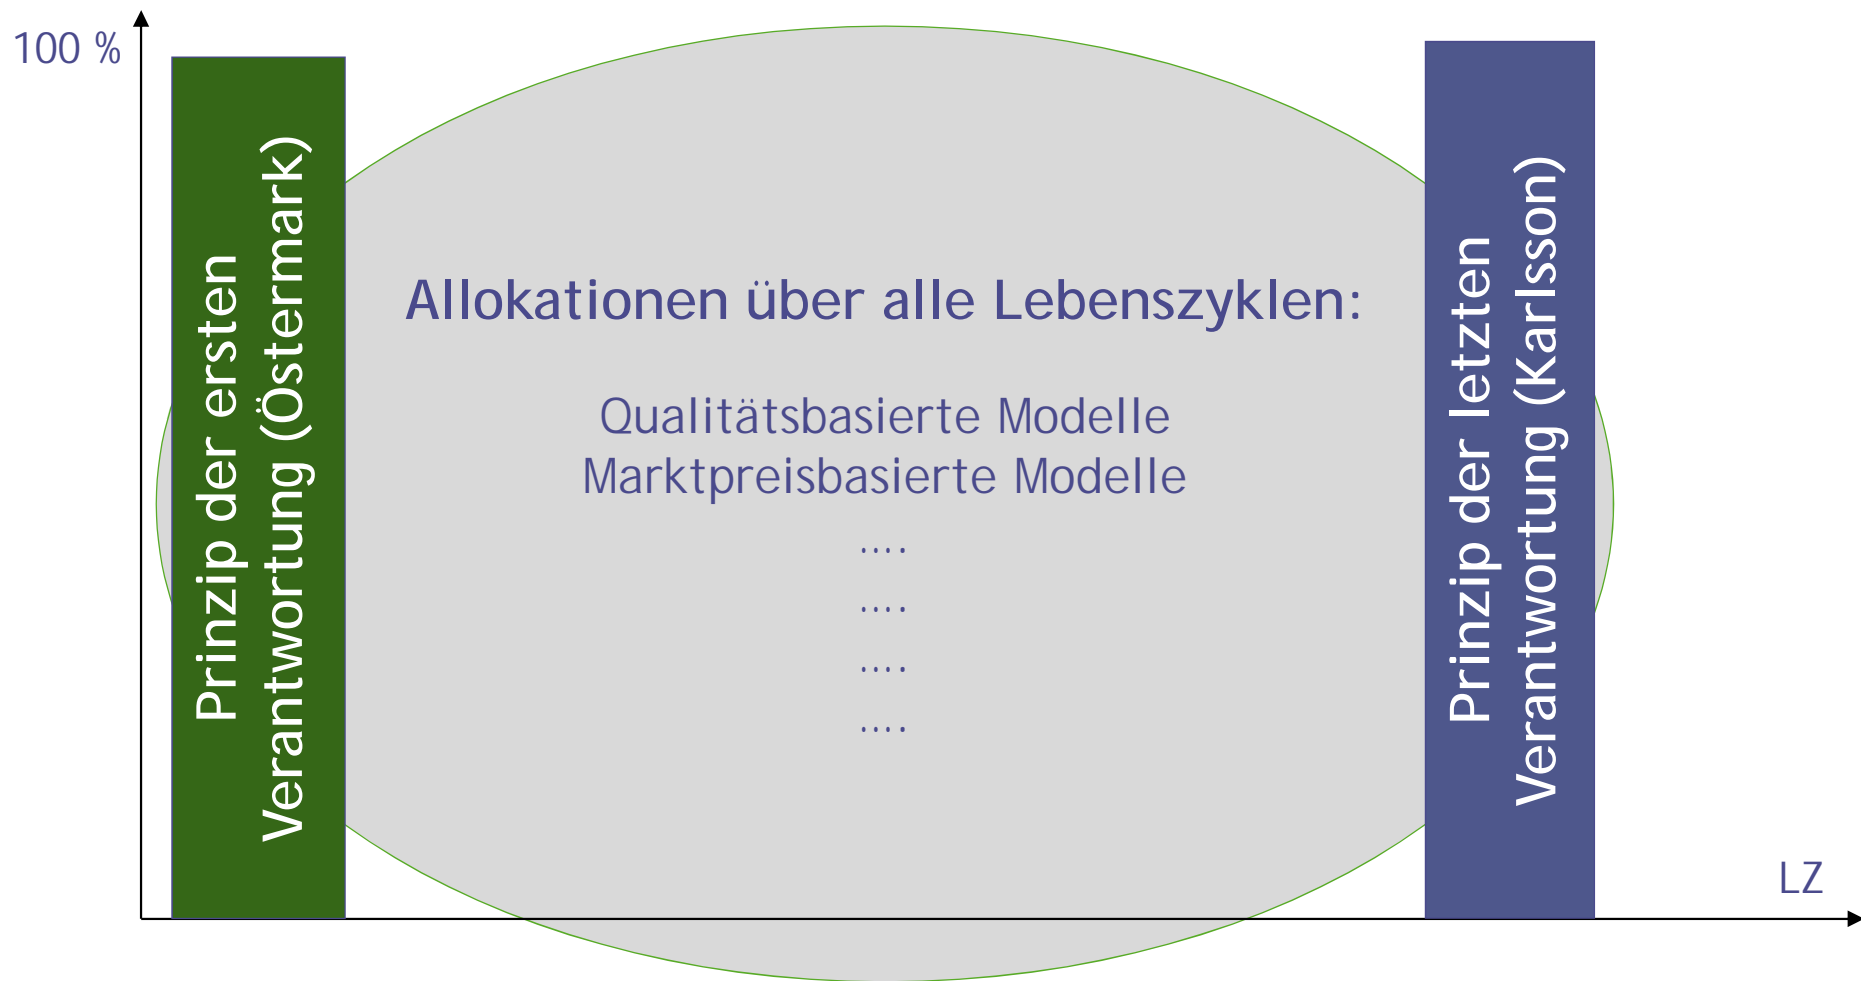 100 %
Prinzip der ersten
Verantwortung (Östermark)
Allokationen über alle Lebenszyklen:
Qualitätsbasierte Modelle
Marktpreisbasierte Modelle
....
....
....
....
Prinzip der letzten
Verantwortung (Karlsson)
LZ